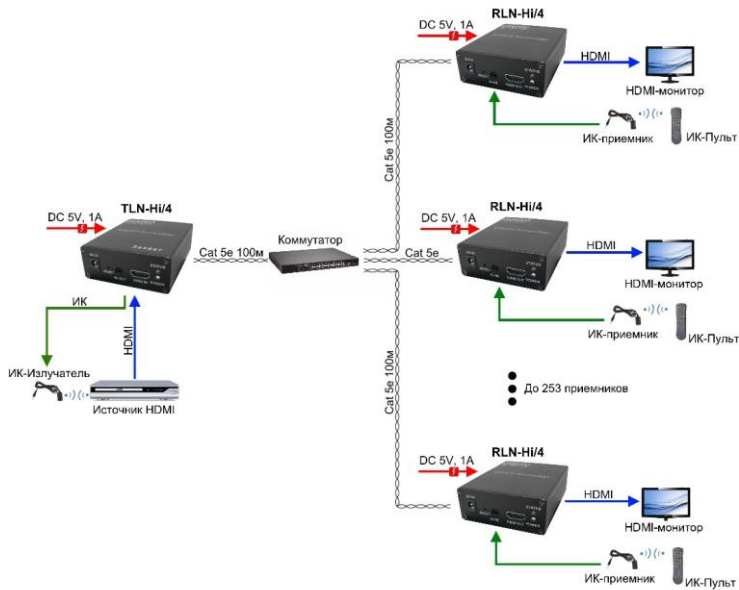 RLN-Hi/4
DC 5V, 1A
HDMI
HDMI-монитор
ИК-приемник
ИК-Пульт
Cat 5e 100м
TLN-Hi/4
DC 5V, 1A
Cat 5e 100м
Коммутатор
ИК
HDMI
ИК-Излучатель
Источник HDMI
RLN-Hi/4
DC 5V, 1A
Cat 5e
HDMI
HDMI-монитор
ИК-приемник
ИК-Пульт
До 253 приемников
Cat 5e 100м
RLN-Hi/4
DC 5V, 1A
HDMI
HDMI-монитор
ИК-приемник
ИК-Пульт